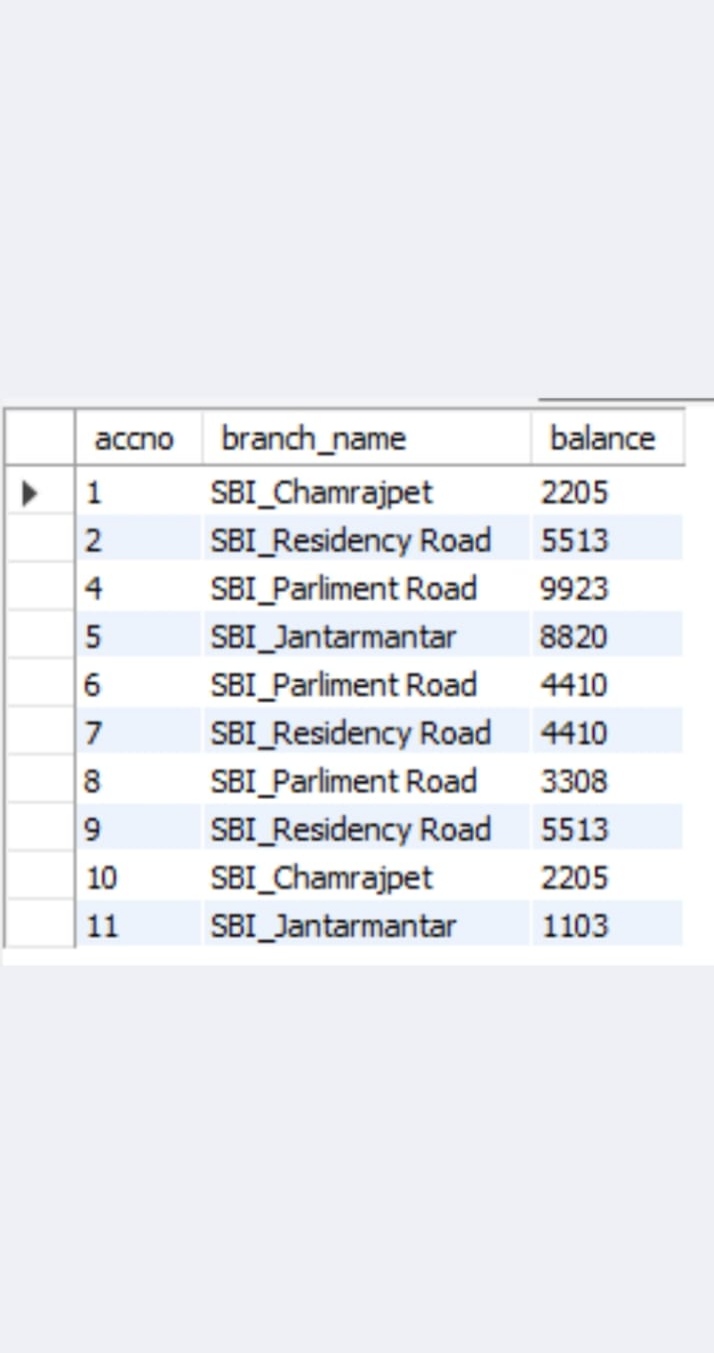 accno branch_name balance
1 SBI_Chamrajpet 2205
2 SBI_Residency Road 5513
4 SBI_Parliment Road 9923
5 SBI_Jantarmantar 8820
6 SBI_Parliment Road 4410
7 SBI_Residency Road 4410
8 SBI_Parliment Road 3308
9 SBI_Residency Road 5513
10 SBI_Chamrajpet 2205
11 SBI_Jantarmantar 1103